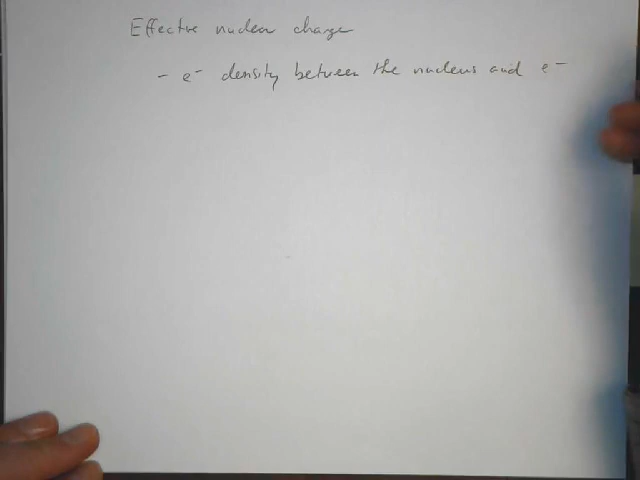 Effective nuclear charge
- e⁻ density between the nucleus and e⁻